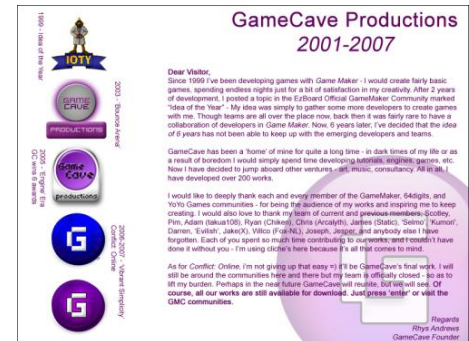 GameCave Productions
2001-2007
1999 - Idea of the Year
IOTY
2003 - 'Bounce Arena'
GAME
CAVE
PRODUCTIONS
2005 - 'Engine' Era
GC wins 6 awards
Game
Cave
productions
2006-2007 - 'Vibrant Simplicity'
Conflict: Online
G
G
Dear Visitor,
Since 1999 I've been developing games with Game Maker - I would create fairly basic
games, spending endless nights just for a bit of satisfaction in my creativity. After 2 years
of development, I posted a topic in the EzBoard Official GameMaker Community marked
"Idea of the Year" - My idea was simply to gather some more developers to create games
with me. Though teams are all over the place now, back then it was fairly rare to have a
collaboration of developers in Game Maker. Now, 6 years later, I've decided that the idea
of 6 years has not been able to keep up with the emerging developers and teams.
GameCave has been a 'home' of mine for quite a long time - in dark times of my life or as
a result of boredom I would simply spend time developing tutorials, engines, games, etc.
Now I have decided to jump aboard other ventures - art, music, consultancy. All in all, I
have developed over 200 works.
I would like to deeply thank each and every member of the GameMaker, 64digits, and
YoYo Games communities - for being the audience of my works and inspiring me to keep
creating. I would also love to thank my team of current and previous members; Scotley,
Pim, Adam (takua108), Ryan (Chiken), Chris (Arcalyth), James (Static), 'Selmo', 'Kumori',
Darren, 'Evilish', Jake(X), Wilco (Fox-NL), Joseph, Jesper, and anybody else I have
forgotten. Each of you spent so much time contributing to our works, and I couldn't have
done it without you - I'm using cliche's here because it's all that comes to mind.
As for Conflict: Online, I'm not giving up that easy =) it'll be GameCave's final work. I will
still be around the communities here and there but my team is officially closed - so as to
lift my burden. Perhaps in the near future GameCave will reunite, but we will see. Of
course, all our works are still available for download. Just press 'enter' or visit the
GMC communities.
Regards
Rhys Andrews
GameCave Founder